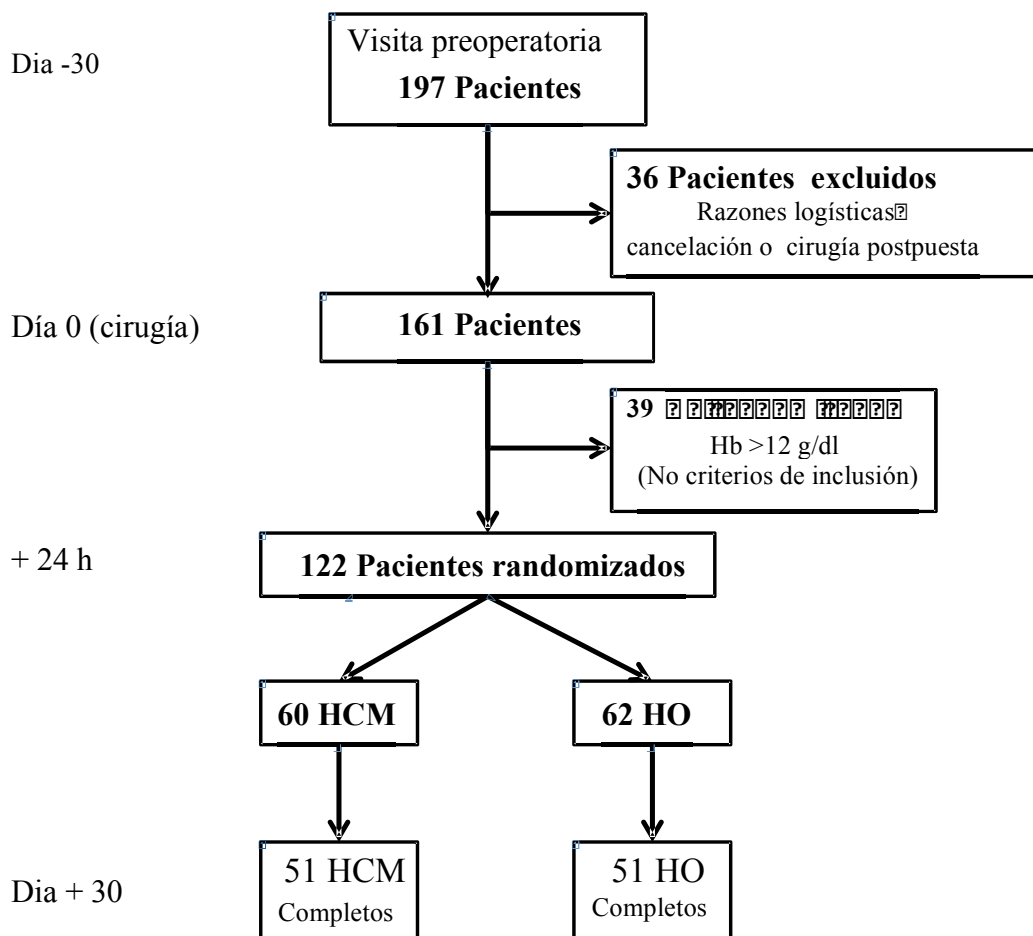 Dia -30
Visita preoperatoria
197 Pacientes
36 Pacientes excluidos
Razones logísticas
cancelación o cirugía postpuesta
Día 0 (cirugía)
161 Pacientes
39
Hb >12 g/dl
(No criterios de inclusión)
+ 24 h
122 Pacientes randomizados
60 HCM
62 HO
Dia + 30
51 HCM
Completos
51 HO
Completos